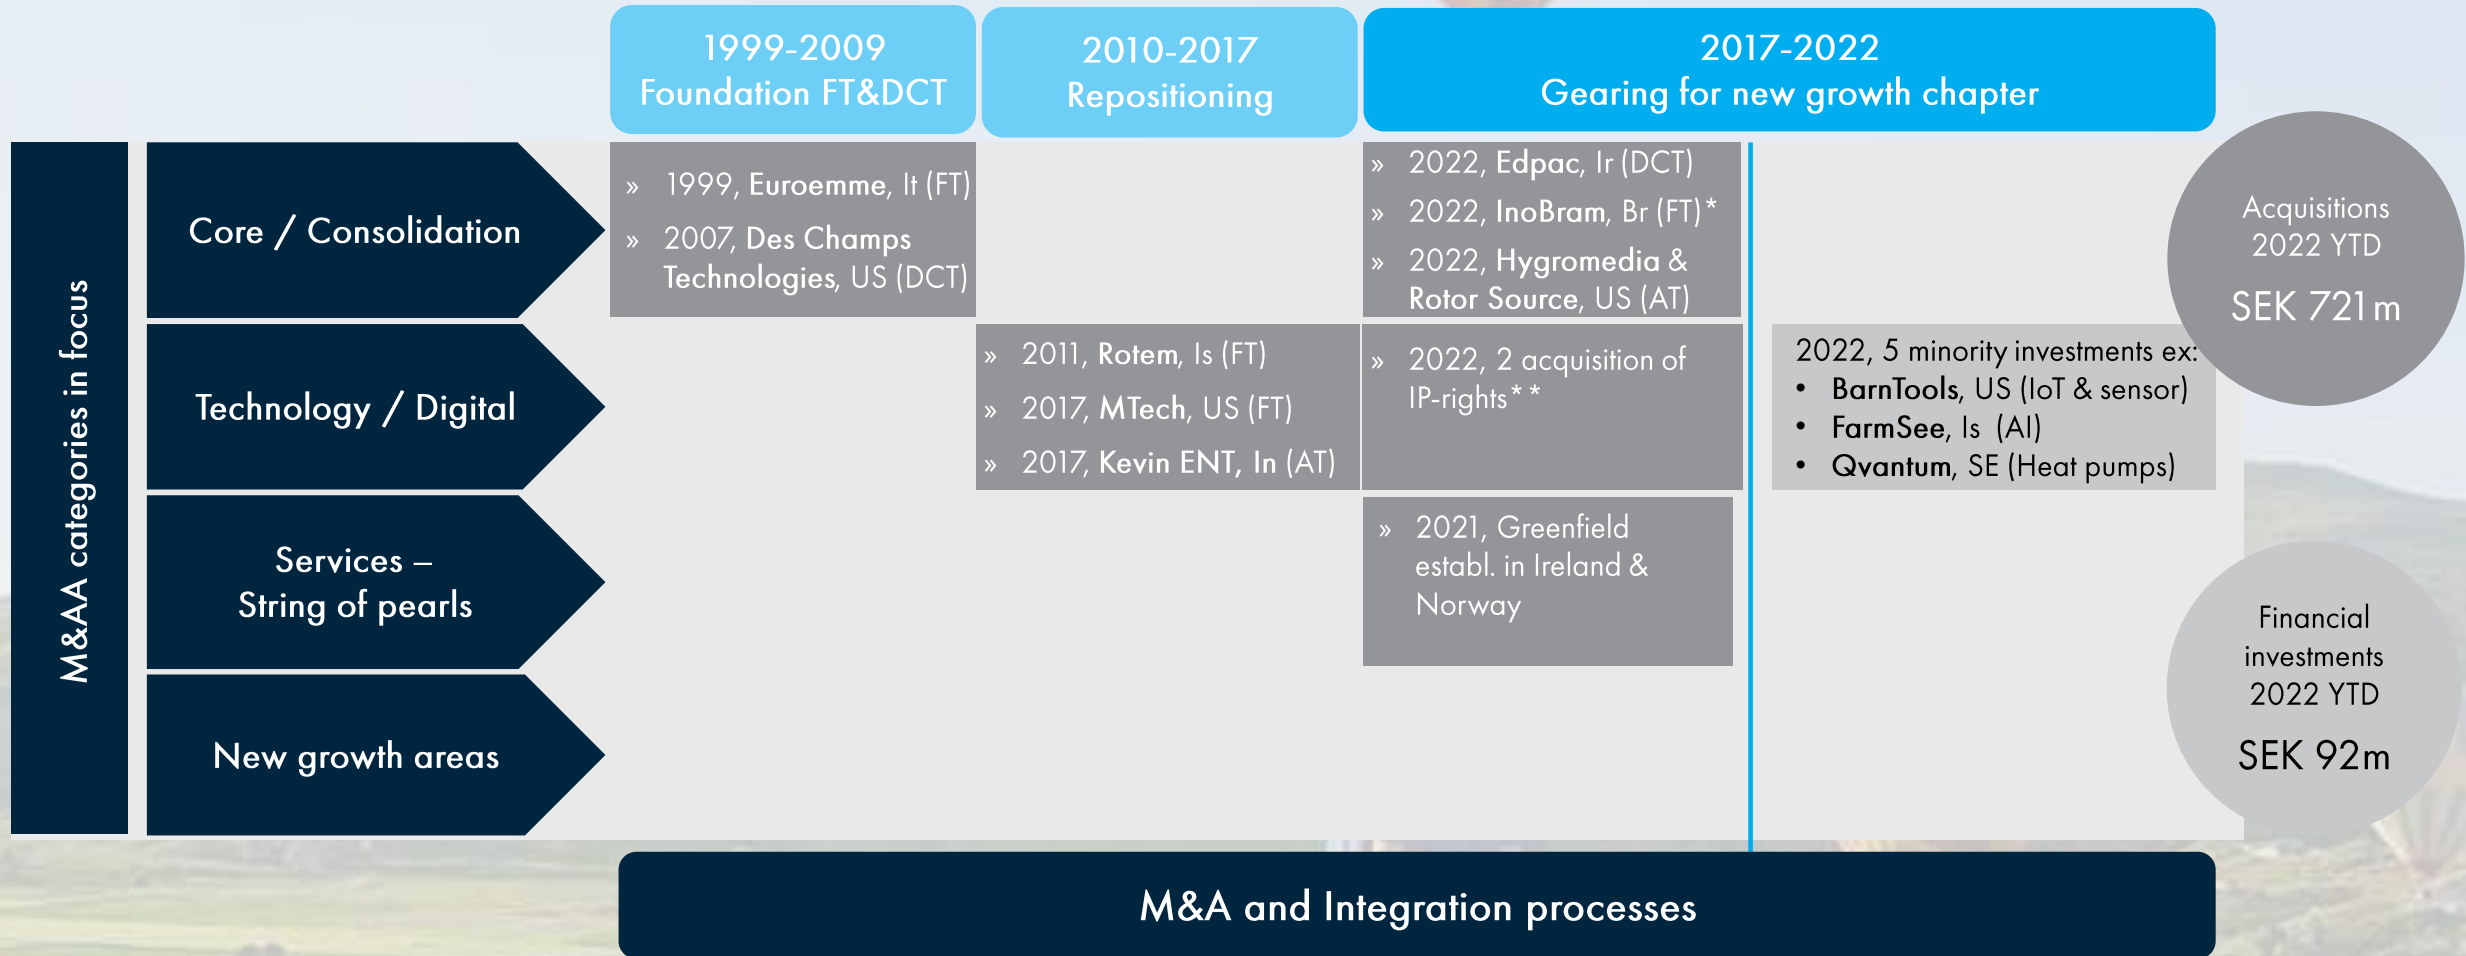 1999-2009
Foundation FT&DCT
2010-2017
Repositioning
2017-2022
Gearing for new growth chapter
M&AA categories in focus
Core / Consolidation
» 1999, Euroemme, It (FT)
» 2007, Des Champs
Technologies, US (DCT)
» 2022, Edpac, Ir (DCT)
» 2022, InoBram, Br (FT)*
» 2022, Hygromedia &
Rotor Source, US (AT)
Acquisitions
2022 YTD
SEK 721m
Technology / Digital
» 2011, Rotem, Is (FT)
» 2017, MTech, US (FT)
» 2017, Kevin ENT, In (AT)
» 2022, 2 acquisition of
IP-rights**
2022, 5 minority investments ex:
• BarnTools, US (IoT & sensor)
• FarmSee, Is (AI)
• Qvantum, SE (Heat pumps)
Services –
String of pearls
» 2021, Greenfield
establ. in Ireland &
Norway
Financial
investments
2022 YTD
SEK 92m
New growth areas
M&A and Integration processes